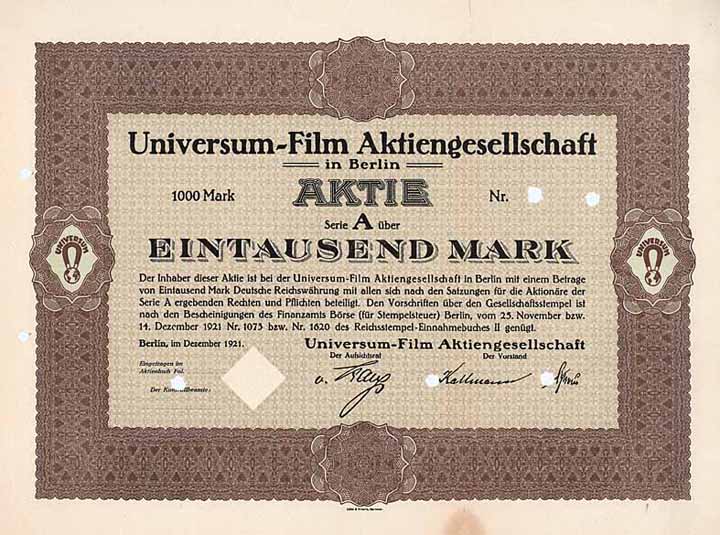 Universum-Film Aktiengesellschaft
in Berlin
1000 Mark AKTIE Nr.
Serie A über
EINTAUSEND MARK
UNIVERSUM UNIVERSUM
Der Inhaber dieser Aktie ist bei der Universum-Film Aktiengesellschaft in Berlin mit einem Betrage
von Eintausend Mark Deutsche Reichswährung mit allen sich nach den Satzungen für die Aktionäre der
Serie A ergebenden Rechten und Pflichten beteiligt. Den Vorschriften über den Gesellschaftsstempel ist
nach den Bescheinigungen des Finanzamts Börse (für Stempelsteuer) Berlin, vom 25. November bzw.
14. Dezember 1921 Nr. 1073 bzw. Nr. 1620 des Reichsstempel-Einnahmebuches II genügt.
Berlin, im Dezember 1921. Universum-Film Aktiengesellschaft
Eingetragen im Der Aufsichtsrat Der Vorstand
Aktienbuch Fol.
v. Kallmann
Der Kontrollbeamte: